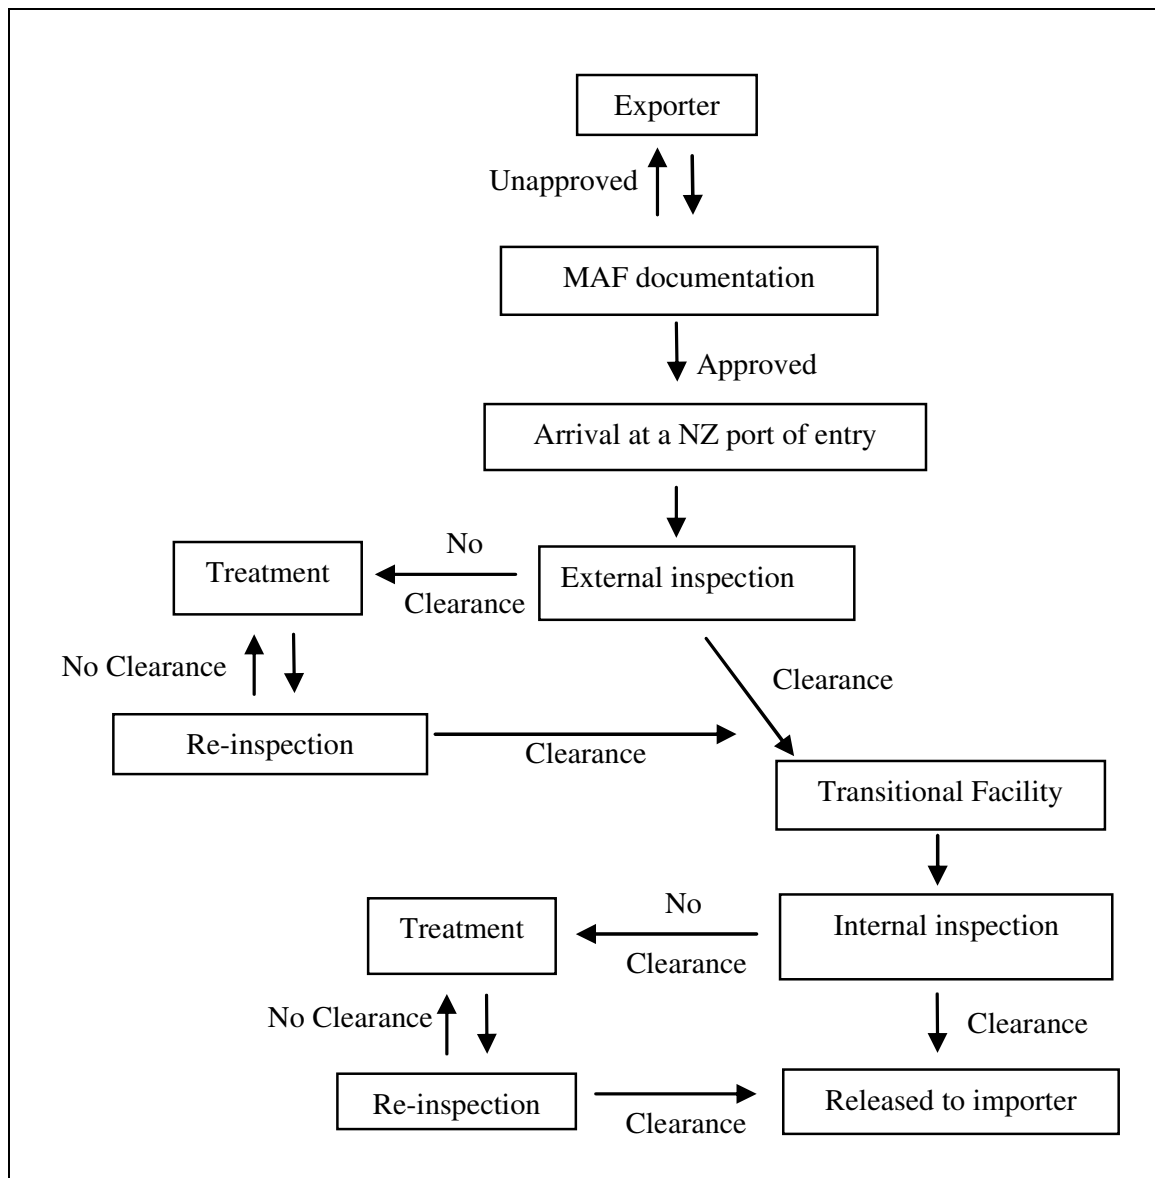 Exporter
Unapproved
MAF documentation
Approved
Arrival at a NZ port of entry
No
Treatment
External inspection
Clearance
No Clearance
Clearance
Re-inspection
Clearance
Transitional Facility
No
Treatment
Internal inspection
Clearance
No Clearance
Clearance
Re-inspection
Released to importer
Clearance